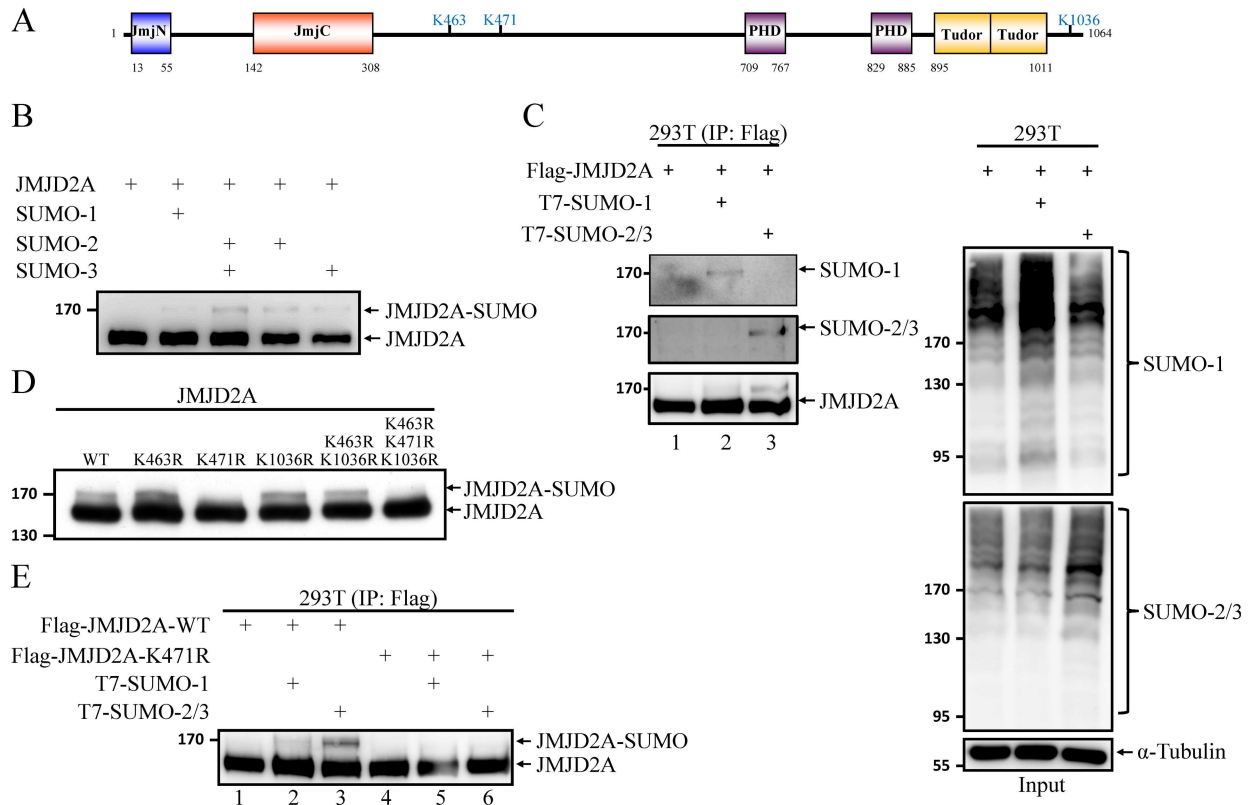 A
1
JmjN
JmjC
K463
K471
PHD
PHD
Tudor
Tudor
K1036
1064
13
55
142
308
709
767
829
885
895
1011
B
JMJD2A + + + + +
SUMO-1 +
SUMO-2 + +
SUMO-3 + +
170
JMJD2A-SUMO
JMJD2A
C
293T (IP: Flag)
Flag-JMJD2A + + +
T7-SUMO-1 +
T7-SUMO-2/3 +
170
SUMO-1
170
SUMO-2/3
170
JMJD2A
1 2 3
293T
+ + +
+
+
170
130
95
SUMO-1
170
130
95
SUMO-2/3
55
α-Tubulin
Input
D
JMJD2A
WT
K463R
K471R
K1036R
K463R
K1036R
K463R
K471R
K1036R
170
130
JMJD2A-SUMO
JMJD2A
E
293T (IP: Flag)
Flag-JMJD2A-WT + + +
Flag-JMJD2A-K471R + + +
T7-SUMO-1 + +
T7-SUMO-2/3 + +
170
JMJD2A-SUMO
JMJD2A
1 2 3 4 5 6